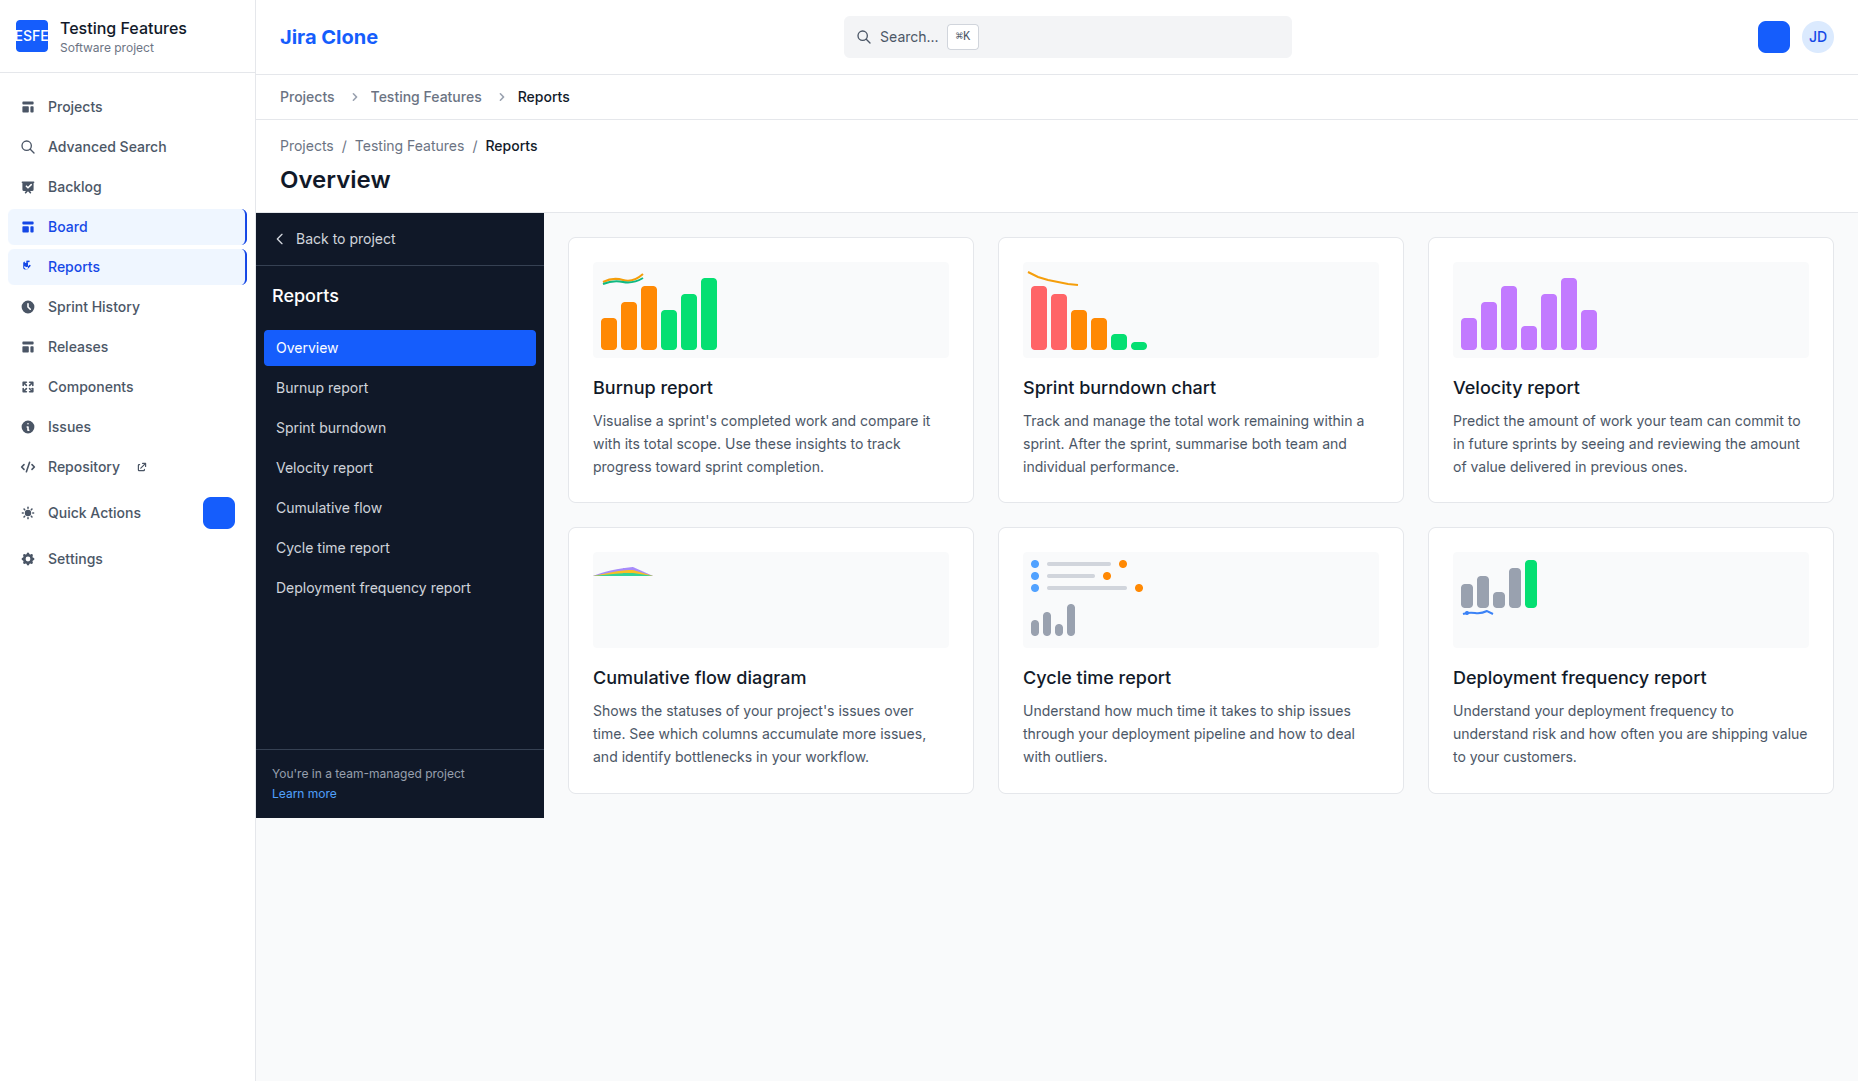 ESFE
Testing Features
Software project
Projects
Advanced Search
Backlog
Board
Reports
Sprint History
Releases
Components
Issues
Repository
Quick Actions
Settings
Jira Clone
Search... ⌘K
JD
Projects > Testing Features > Reports
Projects / Testing Features / Reports
Overview
Back to project
Reports
Overview
Burnup report
Sprint burndown
Velocity report
Cumulative flow
Cycle time report
Deployment frequency report
You're in a team-managed project
Learn more
Burnup report
Visualise a sprint's completed work and compare it
with its total scope. Use these insights to track
progress toward sprint completion.
Sprint burndown chart
Track and manage the total work remaining within a
sprint. After the sprint, summarise both team and
individual performance.
Velocity report
Predict the amount of work your team can commit to
in future sprints by seeing and reviewing the amount
of value delivered in previous ones.
Cumulative flow diagram
Shows the statuses of your project's issues over
time. See which columns accumulate more issues,
and identify bottlenecks in your workflow.
Cycle time report
Understand how much time it takes to ship issues
through your deployment pipeline and how to deal
with outliers.
Deployment frequency report
Understand your deployment frequency to
understand risk and how often you are shipping value
to your customers.